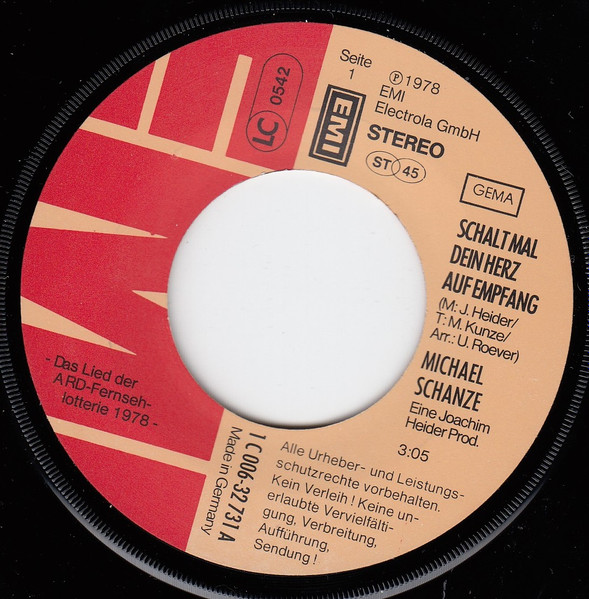 LC 0542
Seite
1
EMI
℗ 1978
EMI
Electrola GmbH
STEREO
ST 45
GEMA
SCHALT MAL
DEIN HERZ
AUF EMPFANG
(M: J. Heider/
T: M. Kunze/
Arr.: U. Roever)
MICHAEL
SCHANZE
Eine Joachim
Heider Prod.
3:05
- Das Lied der
ARD-Fernseh-
lotterie 1978 -
1 C 006-32 731 A
Made in Germany
Alle Urheber- und Leistungs-
schutzrechte vorbehalten.
Kein Verleih ! Keine un-
erlaubte Vervielfälti-
gung, Verbreitung,
Aufführung,
Sendung !